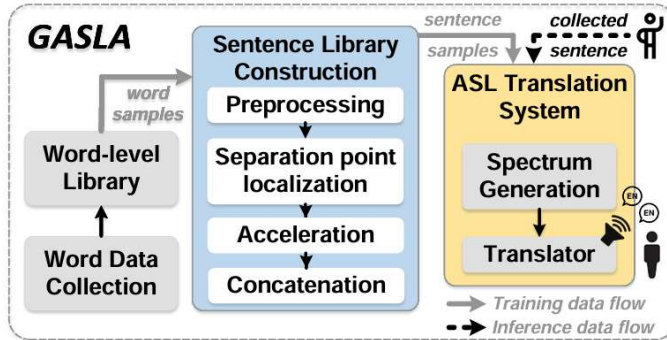 GASLA
word
samples
Word-level
Library
Word Data
Collection
Sentence Library
Construction
Preprocessing
Separation point
localization
Acceleration
Concatenation
sentence
samples
collected
sentence
ASL Translation
System
Spectrum
Generation
Translator
EN
EN
Training data flow
Inference data flow